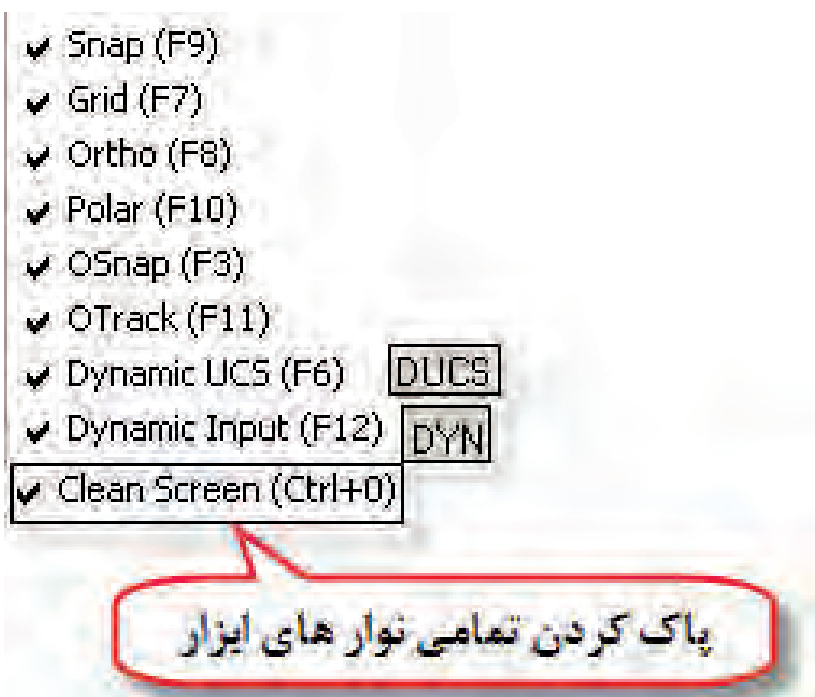 ✔ Snap (F9)
✔ Grid (F7)
✔ Ortho (F8)
✔ Polar (F10)
✔ OSnap (F3)
✔ OTrack (F11)
✔ Dynamic UCS (F6) DUCS
✔ Dynamic Input (F12) DYN
✔ Clean Screen (Ctrl+0)
پاک کردن تمامی نوار های ابزار